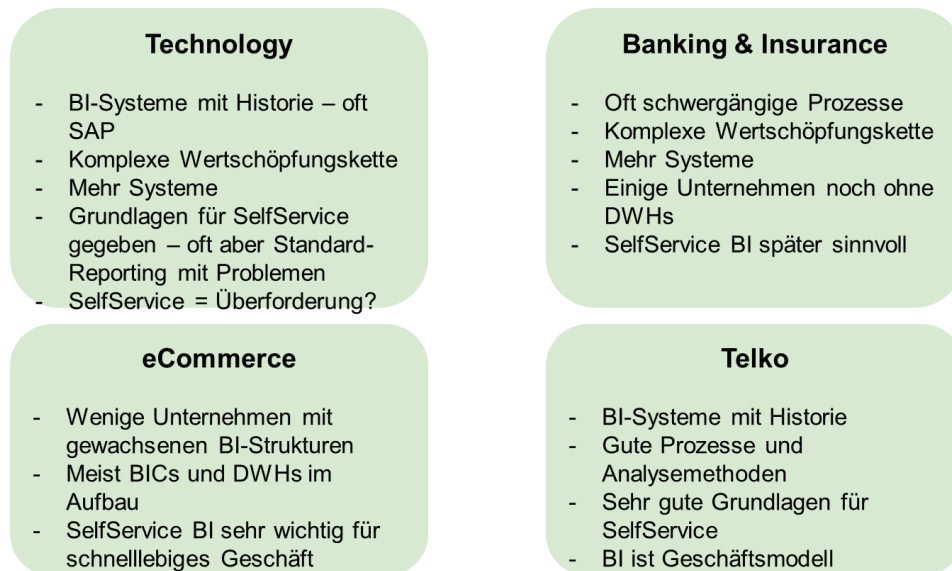 Technology
- BI-Systeme mit Historie – oft
SAP
- Komplexe Wertschöpfungskette
- Mehr Systeme
- Grundlagen für SelfService
gegeben – oft aber Standard-
Reporting mit Problemen
- SelfService = Überforderung?
Banking & Insurance
- Oft schwergängige Prozesse
- Komplexe Wertschöpfungskette
- Mehr Systeme
- Einige Unternehmen noch ohne
DWHs
- SelfService BI später sinnvoll
eCommerce
- Wenige Unternehmen mit
gewachsenen BI-Strukturen
- Meist BICs und DWHs im
Aufbau
- SelfService BI sehr wichtig für
schnelllebiges Geschäft
Telko
- BI-Systeme mit Historie
- Gute Prozesse und
Analysemethoden
- Sehr gute Grundlagen für
SelfService
- BI ist Geschäftsmodell